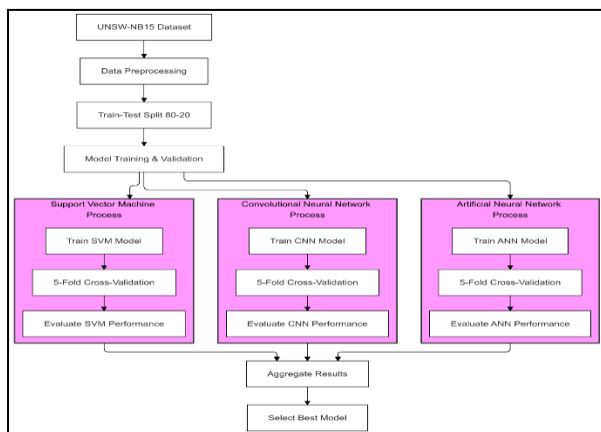 UNSW-NB15 Dataset
Data Preprocessing
Train-Test Split 80-20
Model Training & Validation
Support Vector Machine
Process
Train SVM Model
5-Fold Cross-Validation
Evaluate SVM Performance
Convolutional Neural Network
Process
Train CNN Model
5-Fold Cross-Validation
Evaluate CNN Performance
Artificial Neural Network
Process
Train ANN Model
5-Fold Cross-Validation
Evaluate ANN Performance
Aggregate Results
Select Best Model